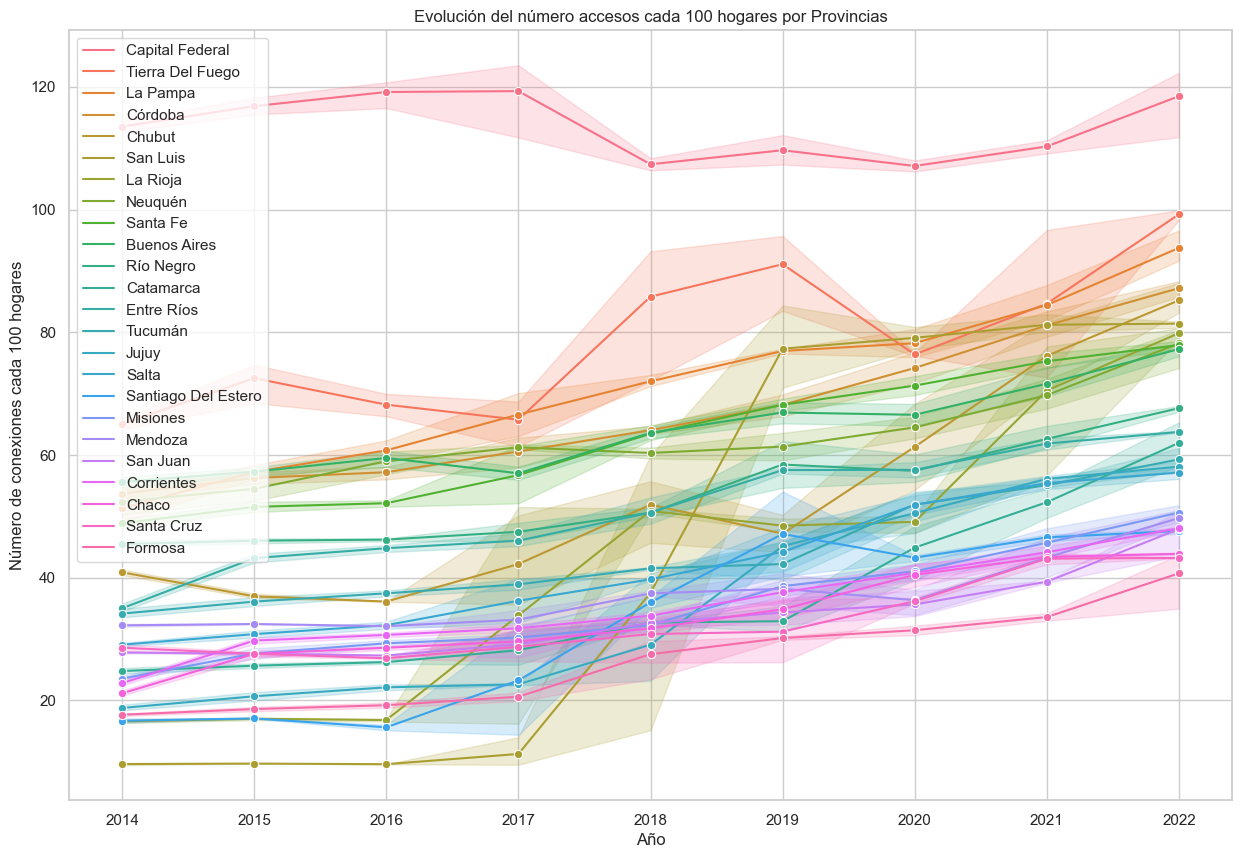 Evolución del número accesos cada 100 hogares por Provincias
Número de conexiones cada 100 hogares
120
100
80
60
40
20
Capital Federal
Tierra Del Fuego
La Pampa
Córdoba
Chubut
San Luis
La Rioja
Neuquén
Santa Fe
Buenos Aires
Río Negro
Catamarca
Entre Ríos
Tucumán
Jujuy
Salta
Santiago Del Estero
Misiones
Mendoza
San Juan
Corrientes
Chaco
Santa Cruz
Formosa
2014 2015 2016 2017 2018 2019 2020 2021 2022
Año